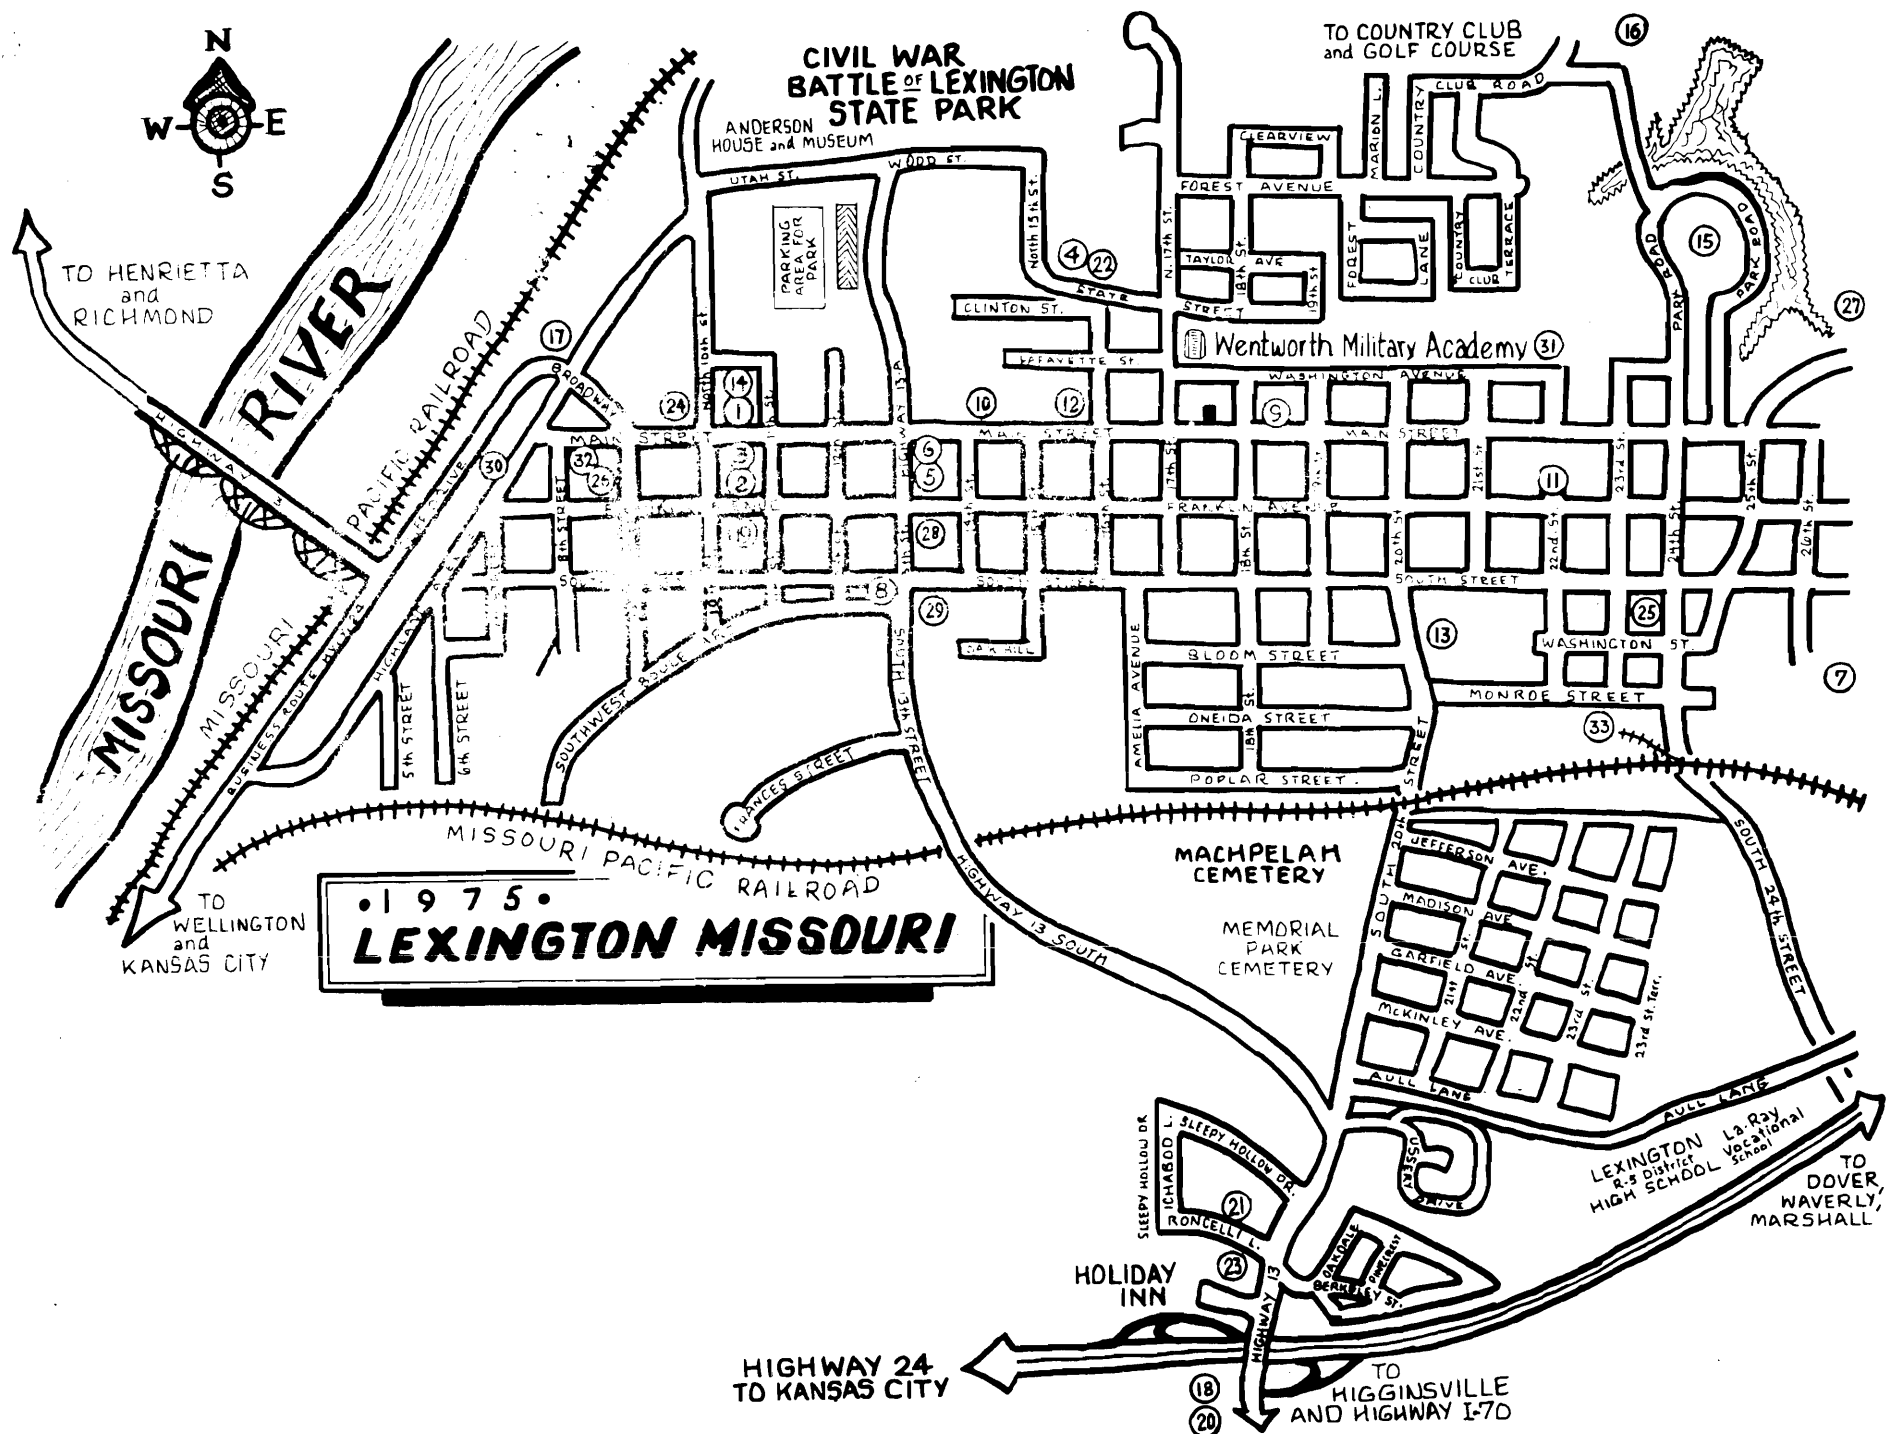 N
W
E
S
CIVIL WAR
BATTLE OF LEXINGTON
STATE PARK
ANDERSON
HOUSE and MUSEUM
TO COUNTRY CLUB
and GOLF COURSE
16
CLUB ROAD
MARION L.
COUNTRY
CLEARVIEW
FOREST AVENUE
UTAH ST.
WOOD ST.
North 15th St.
N. 17th ST.
PARKING
AREA FOR
PARK
TO HENRIETTA
and
RICHMOND
4
22
STATE
STREET
TAYLOR AVE
18th St.
19th St
FOREST
LANE
COUNTRY
CLUB
TERRACE
15
PARK ROAD
PARK ROAD
PARK
27
CLINTON ST.
LAFAYETTE St
Wentworth Military Academy
31
WASHINGTON AVENUE
RIVER
MISSOURI
PACIFIC RAILROAD
MISSOURI
17
BROADWAY
North 10th St
HIGHWAY 13
HIGHWAY 13-A
14
1
24
10
12
9
MAIN STREET
MAIN STREET
MAIN STREET
30
32
26
2
6
5
11
17th St.
21st St
23rd St.
25th St.
FRANKLIN AVENUE
19
28
8th STREET
13th St.
18th St.
20th St
22nd St.
24th St.
26th St
SOUTH STREET
SOUTH STREET
8
29
25
13
7
33
OAK HILL
WASHINGTON ST.
BLOOM STREET
MONROE STREET
AMELIA AVENUE
ONEIDA STREET
18th St.
18th St.
POPLAR STREET.
STREET
HIGHLAND
BUSINESS ROUTE HWY 24
5th STREET
6th STREET
SOUTHWEST BOULEVARD
FRANCES STREET
SOUTH 13th STREET
MISSOURI PACIFIC RAILROAD
TO
WELLINGTON
and
KANSAS CITY
•1975•
LEXINGTON MISSOURI
HIGHWAY 13 SOUTH
MACHPELAH
CEMETERY
MEMORIAL
PARK
CEMETERY
SOUTH 20th
JEFFERSON AVE.
MADISON AVE
GARFIELD AVE
McKINLEY AVE.
21st St.
22nd St.
23rd St.
23rd St. Terr.
SOUTH 24th STREET
AULL LANE
AULL LANE
LEXINGTON
R-5 District
HIGH SCHOOL
La-Ray
Vocational
School
TO
DOVER,
WAVERLY,
MARSHALL
SLEEPY HOLLOW DR
ICHABOD L.
SLEEPY HOLLOW DR.
21
RONCELLI L.
USSERY
DRIVE
23
OAKDALE
PINECREST
BERKELEY ST.
HOLIDAY
INN
HIGHWAY 13
HIGHWAY 24
TO KANSAS CITY
18
20
TO
HIGGINSVILLE
AND HIGHWAY I-70